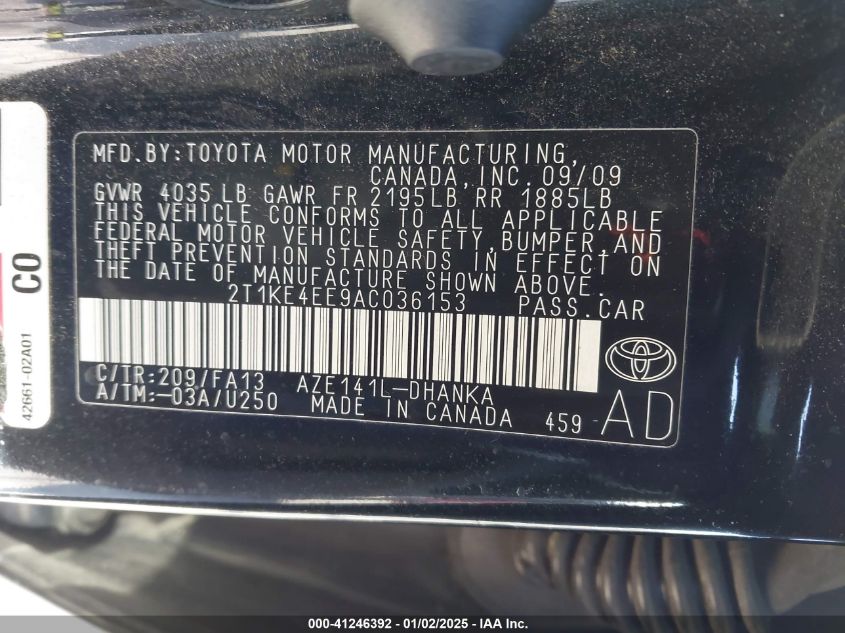 MFD.BY:TOYOTA MOTOR MANUFACTURING,
CANADA, INC. 09/09
GVWR 4035 LB GAWR FR 2195LB RR 1885LB
THIS VEHICLE CONFORMS TO ALL APPLICABLE
FEDERAL MOTOR VEHICLE SAFETY, BUMPER, AND
THEFT PREVENTION STANDARDS IN EFFECT ON
THE DATE OF MANUFACTURE SHOWN ABOVE.
2T1KE4EE9AC036153 PASS.CAR
C/TR:209/FA13 AZE141L-DHANKA
A/TM:-03A/U250 MADE IN CANADA 459 AD
CO
42661-02A01
000-41246392 - 01/02/2025 - IAA Inc.